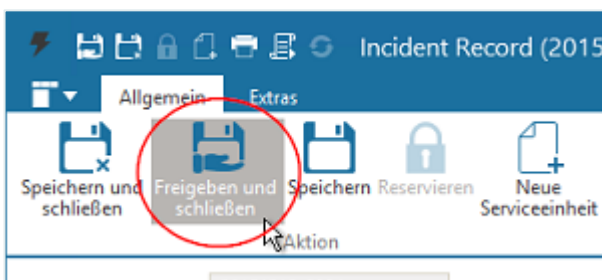 Incident Record (2015
Allgemein Extras
Speichern und schließen
Freigeben und schließen
Speichern
Reservieren
Neue Serviceeinheit
Aktion